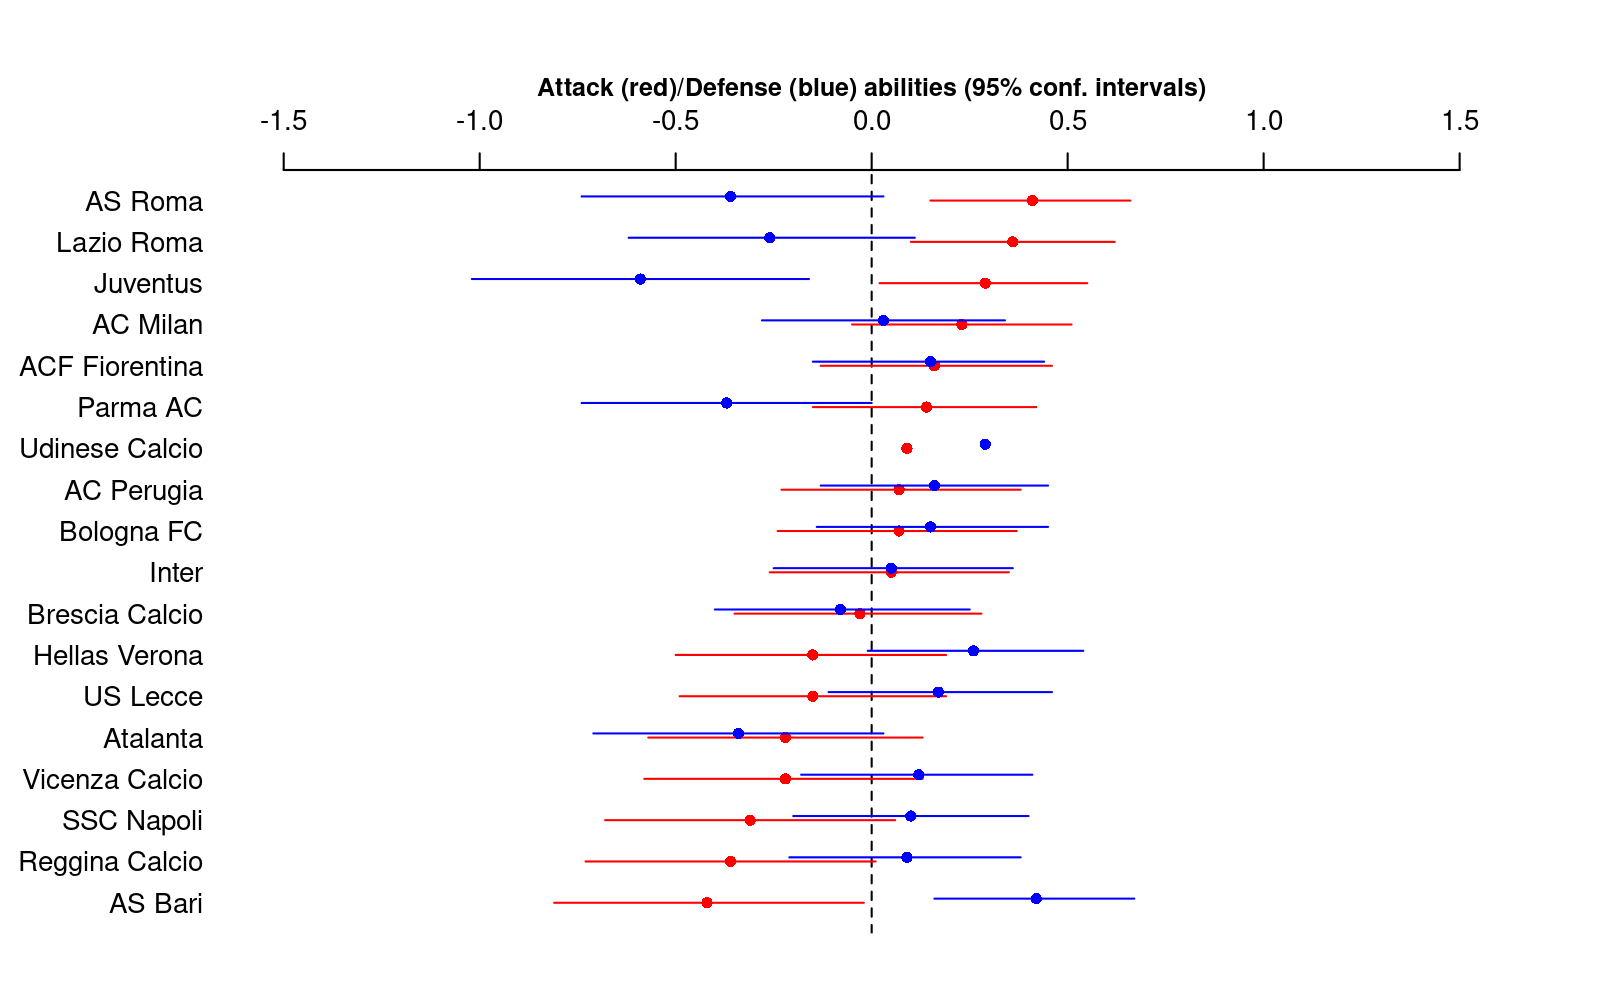 Attack (red)/Defense (blue) abilities (95% conf. intervals)
-1.5 -1.0 -0.5 0.0 0.5 1.0 1.5
AS Roma
Lazio Roma
Juventus
AC Milan
ACF Fiorentina
Parma AC
Udinese Calcio
AC Perugia
Bologna FC
Inter
Brescia Calcio
Hellas Verona
US Lecce
Atalanta
Vicenza Calcio
SSC Napoli
Reggina Calcio
AS Bari